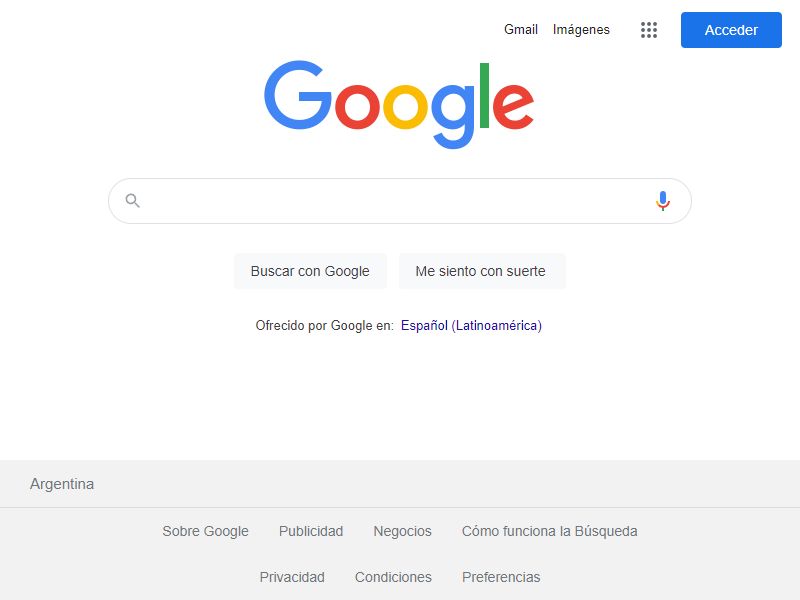 Gmail Imágenes Acceder
Google
Buscar con Google Me siento con suerte
Ofrecido por Google en: Español (Latinoamérica)
Argentina
Sobre Google Publicidad Negocios Cómo funciona la Búsqueda
Privacidad Condiciones Preferencias